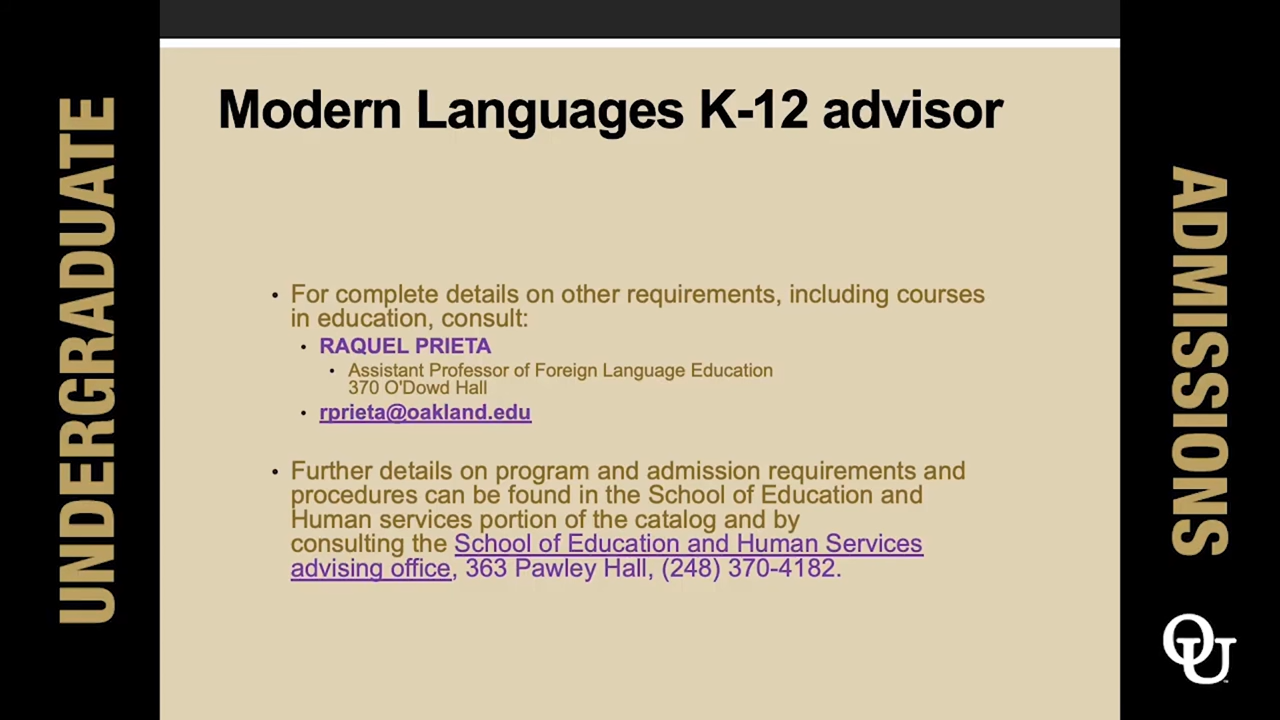 UNDERGRADUATE
Modern Languages K-12 advisor
• For complete details on other requirements, including courses
in education, consult:
• RAQUEL PRIETA
• Assistant Professor of Foreign Language Education
370 O'Dowd Hall
• rprieta@oakland.edu
• Further details on program and admission requirements and
procedures can be found in the School of Education and
Human services portion of the catalog and by
consulting the School of Education and Human Services
advising office, 363 Pawley Hall, (248) 370-4182.
ADMISSIONS
OU